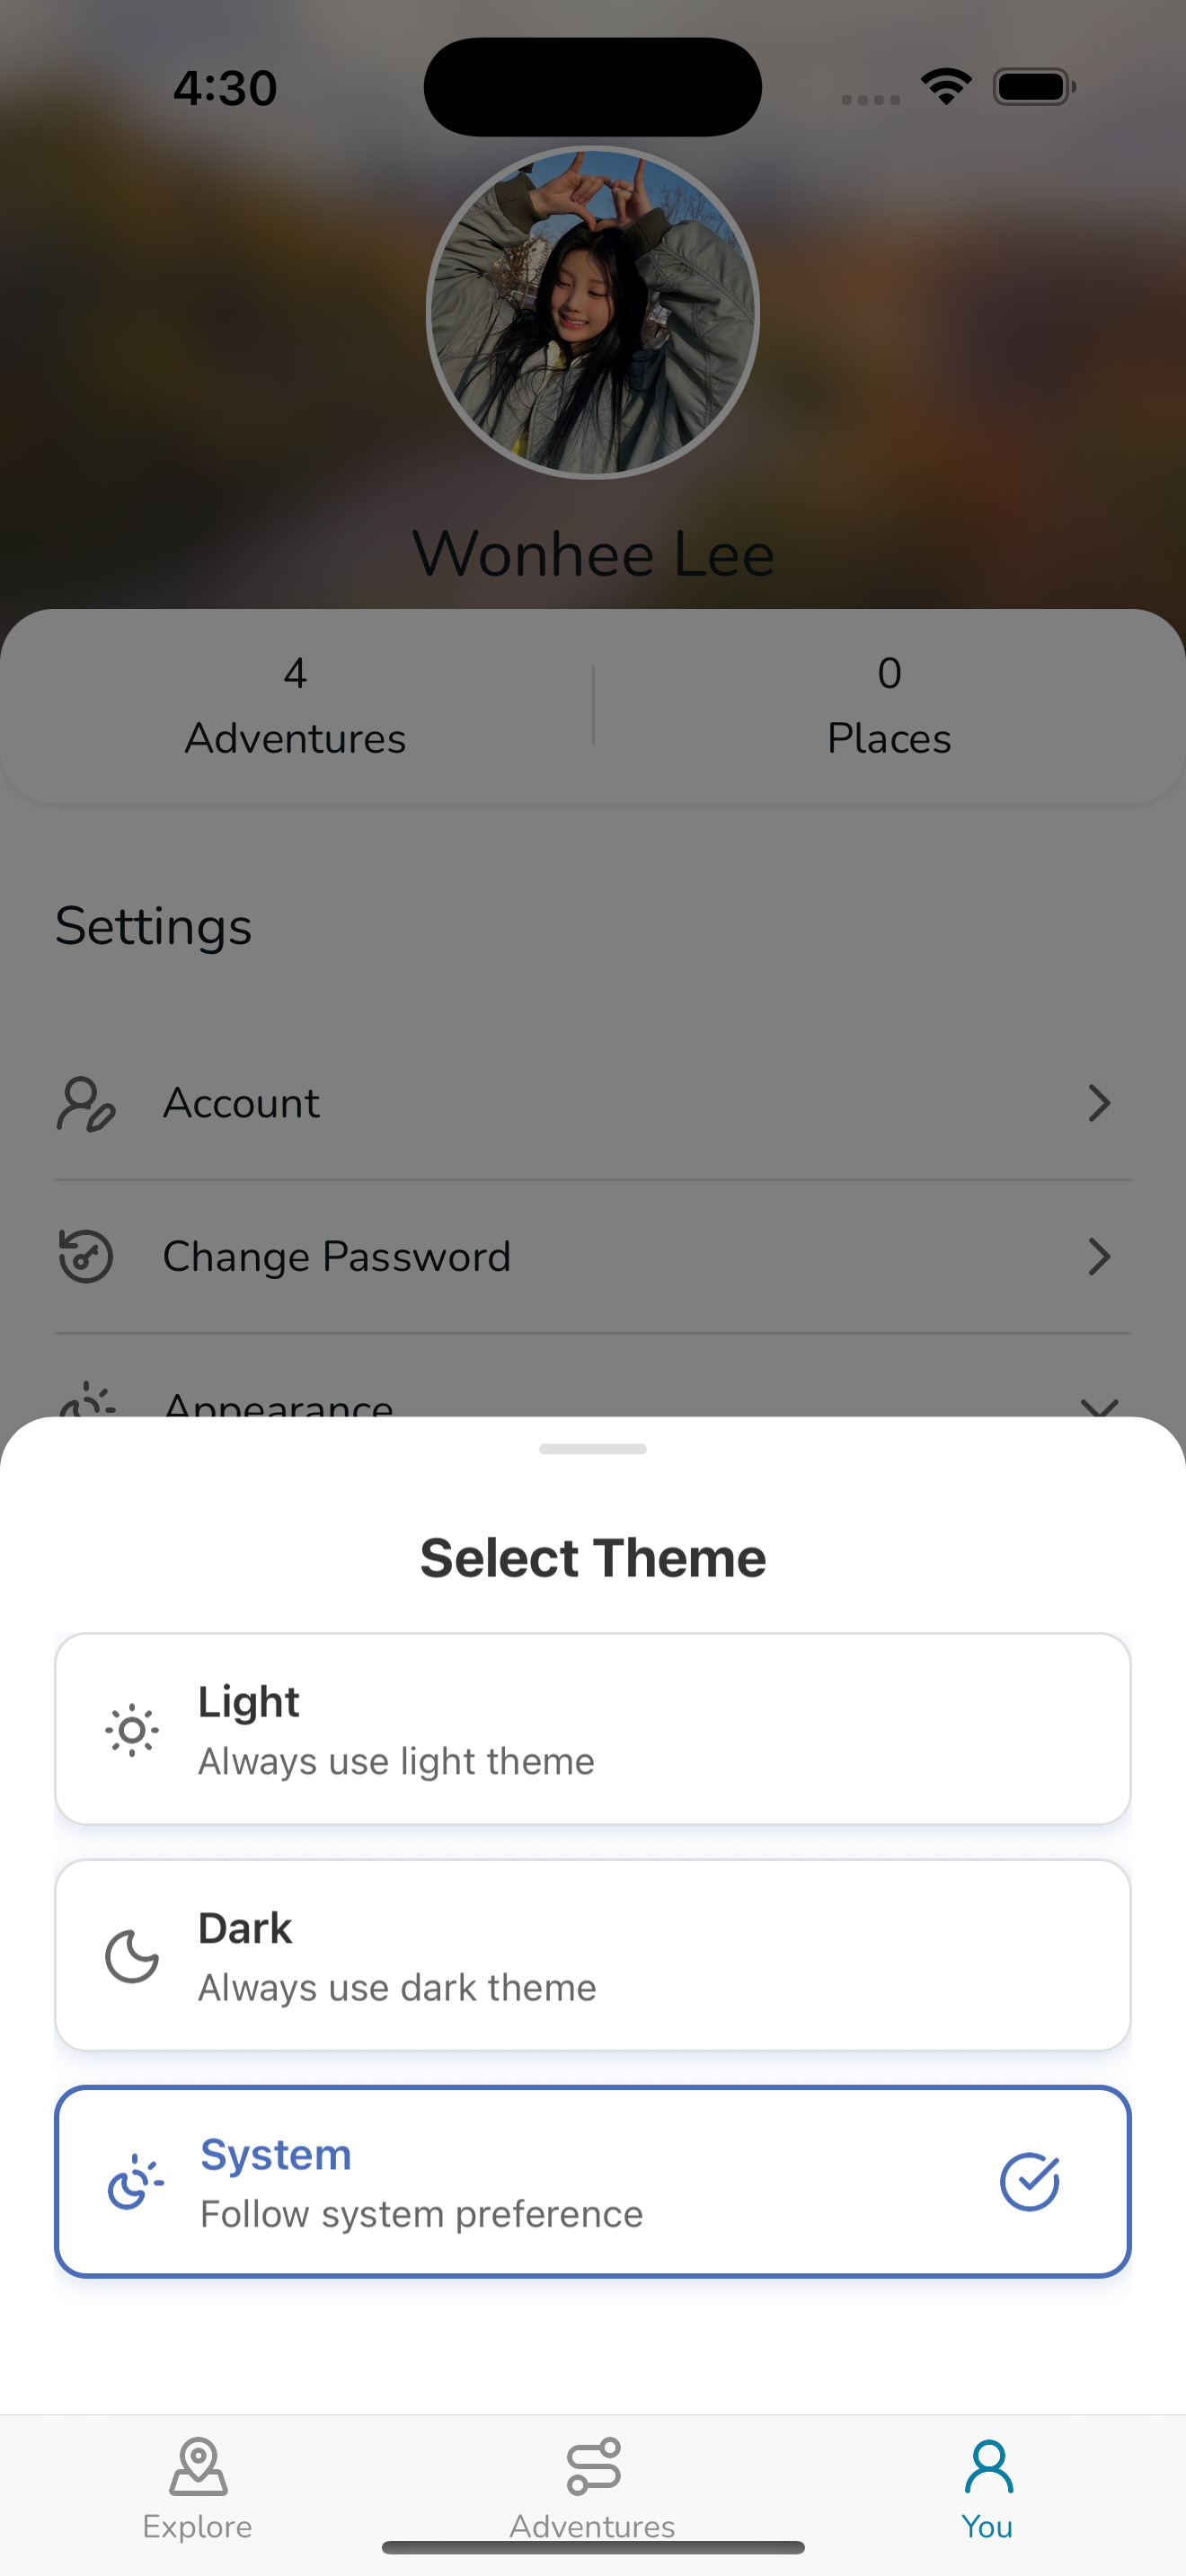 4:30
Wonhee Lee
4
Adventures
0
Places
Settings
Account
Change Password
Appearance
Select Theme
Light
Always use light theme
Dark
Always use dark theme
System
Follow system preference
Explore
Adventures
You